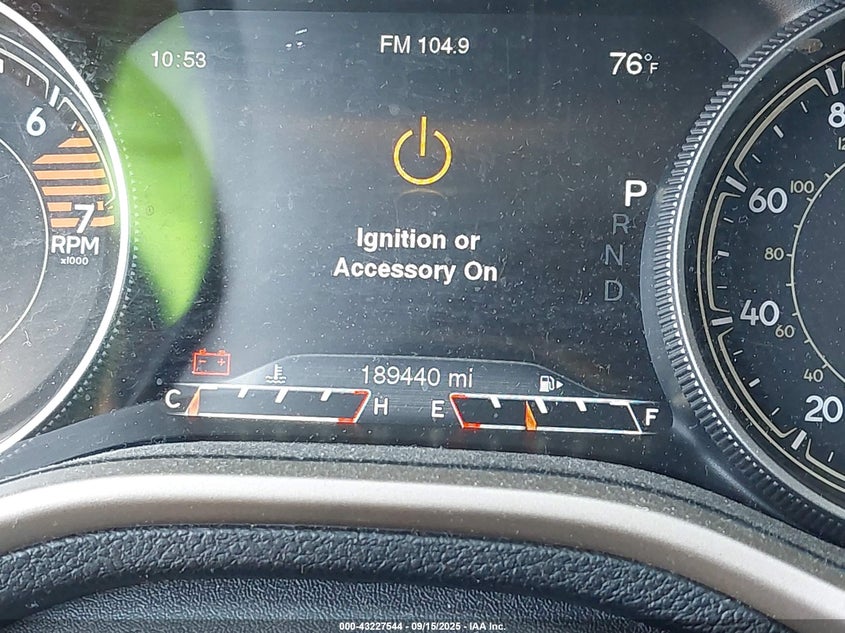 10:53
FM 104.9
76°F
6
7
RPM
x1000
Ignition or
Accessory On
P
R
N
D
189440 mi
C
H
E
F
8
60
100
80
40
60
40
20
000-43227544 - 09/15/2025 - IAA Inc.